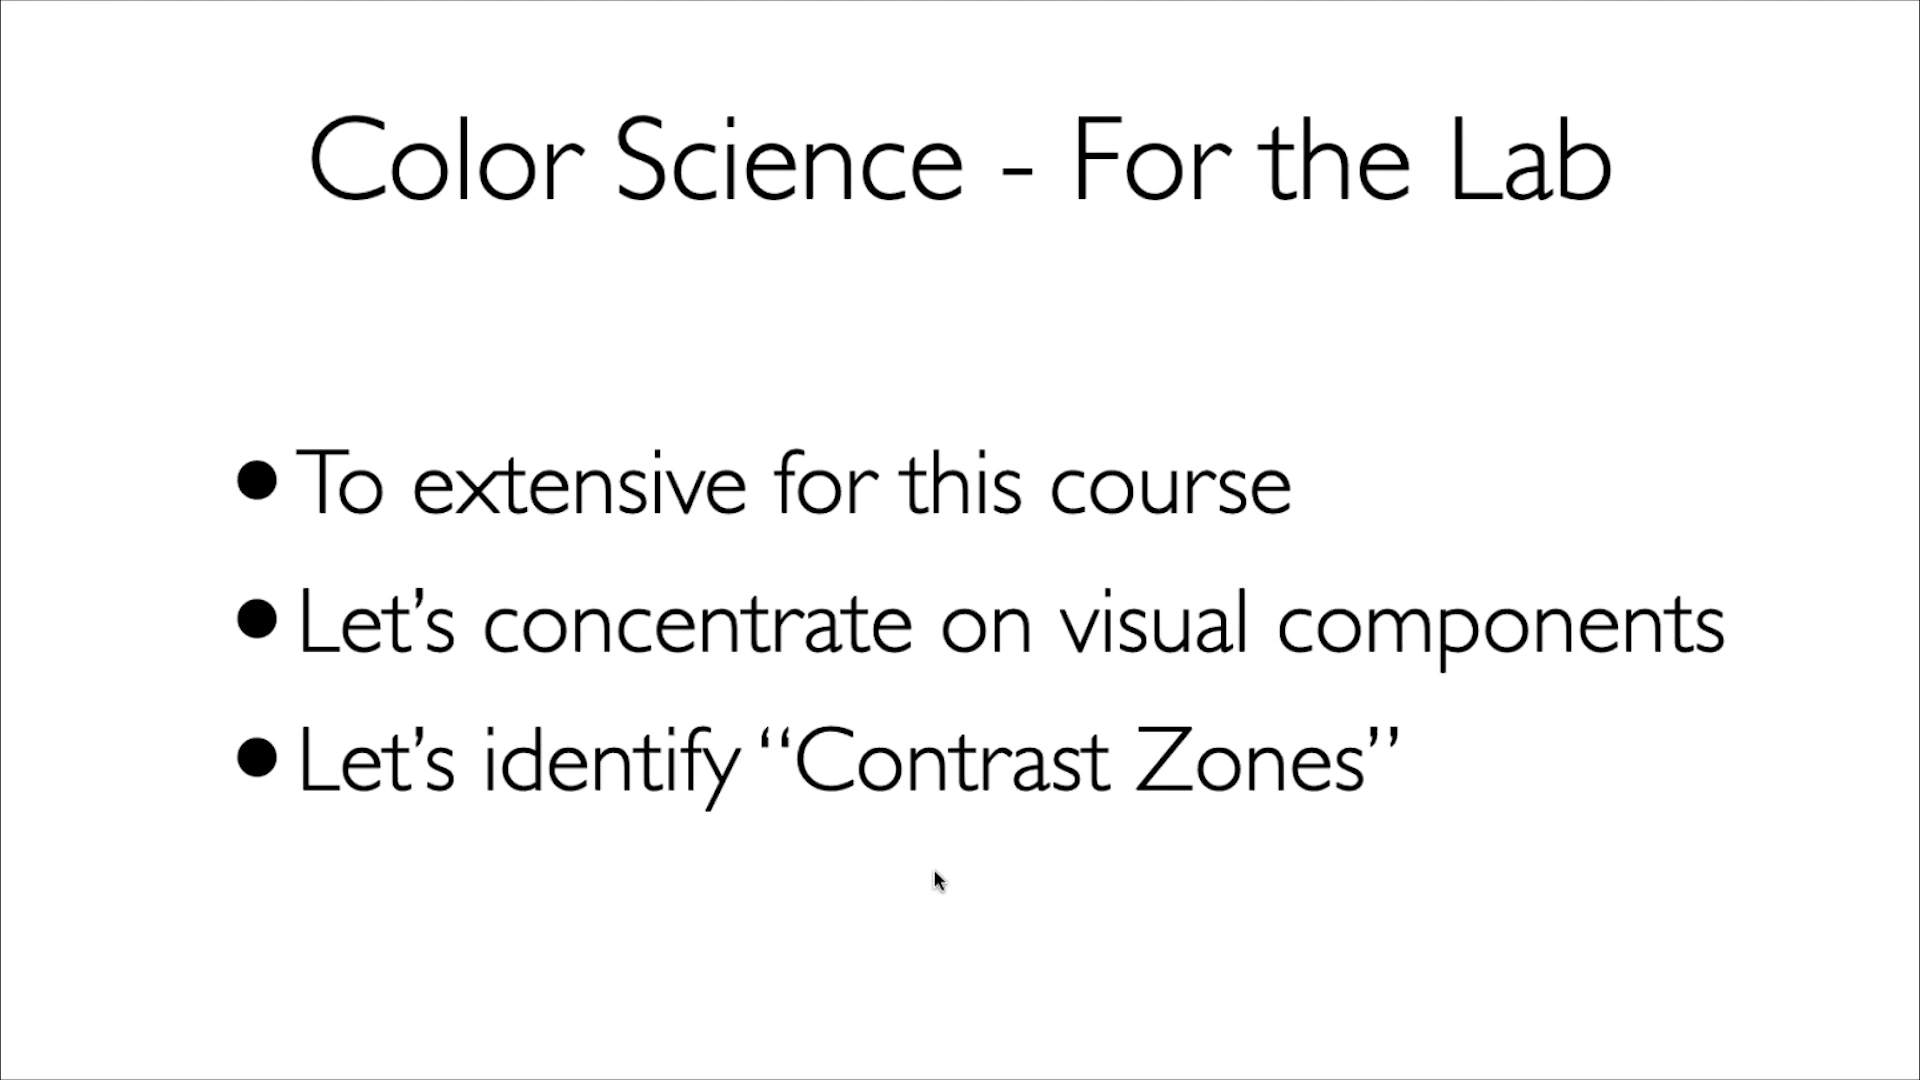 Color Science - For the Lab
• To extensive for this course
• Let’s concentrate on visual components
• Let’s identify “Contrast Zones”